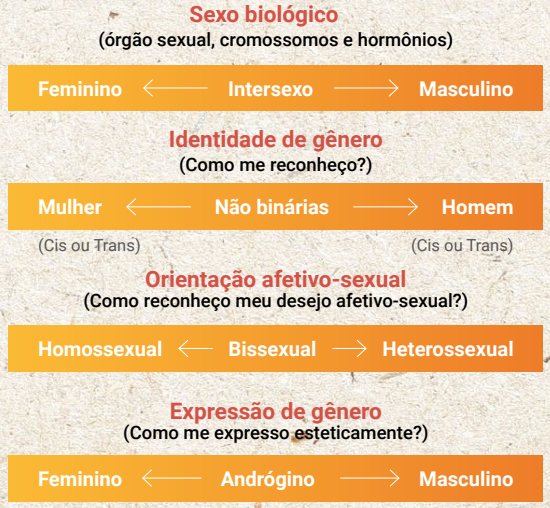 Sexo biológico
(órgão sexual, cromossomos e hormônios)
Feminino Intersexo Masculino
Identidade de gênero
(Como me reconheço?)
Mulher Não binárias Homem
(Cis ou Trans) (Cis ou Trans)
Orientação afetivo-sexual
(Como reconheço meu desejo afetivo-sexual?)
Homossexual Bissexual Heterossexual
Expressão de gênero
(Como me expresso esteticamente?)
Feminino Andrógino Masculino